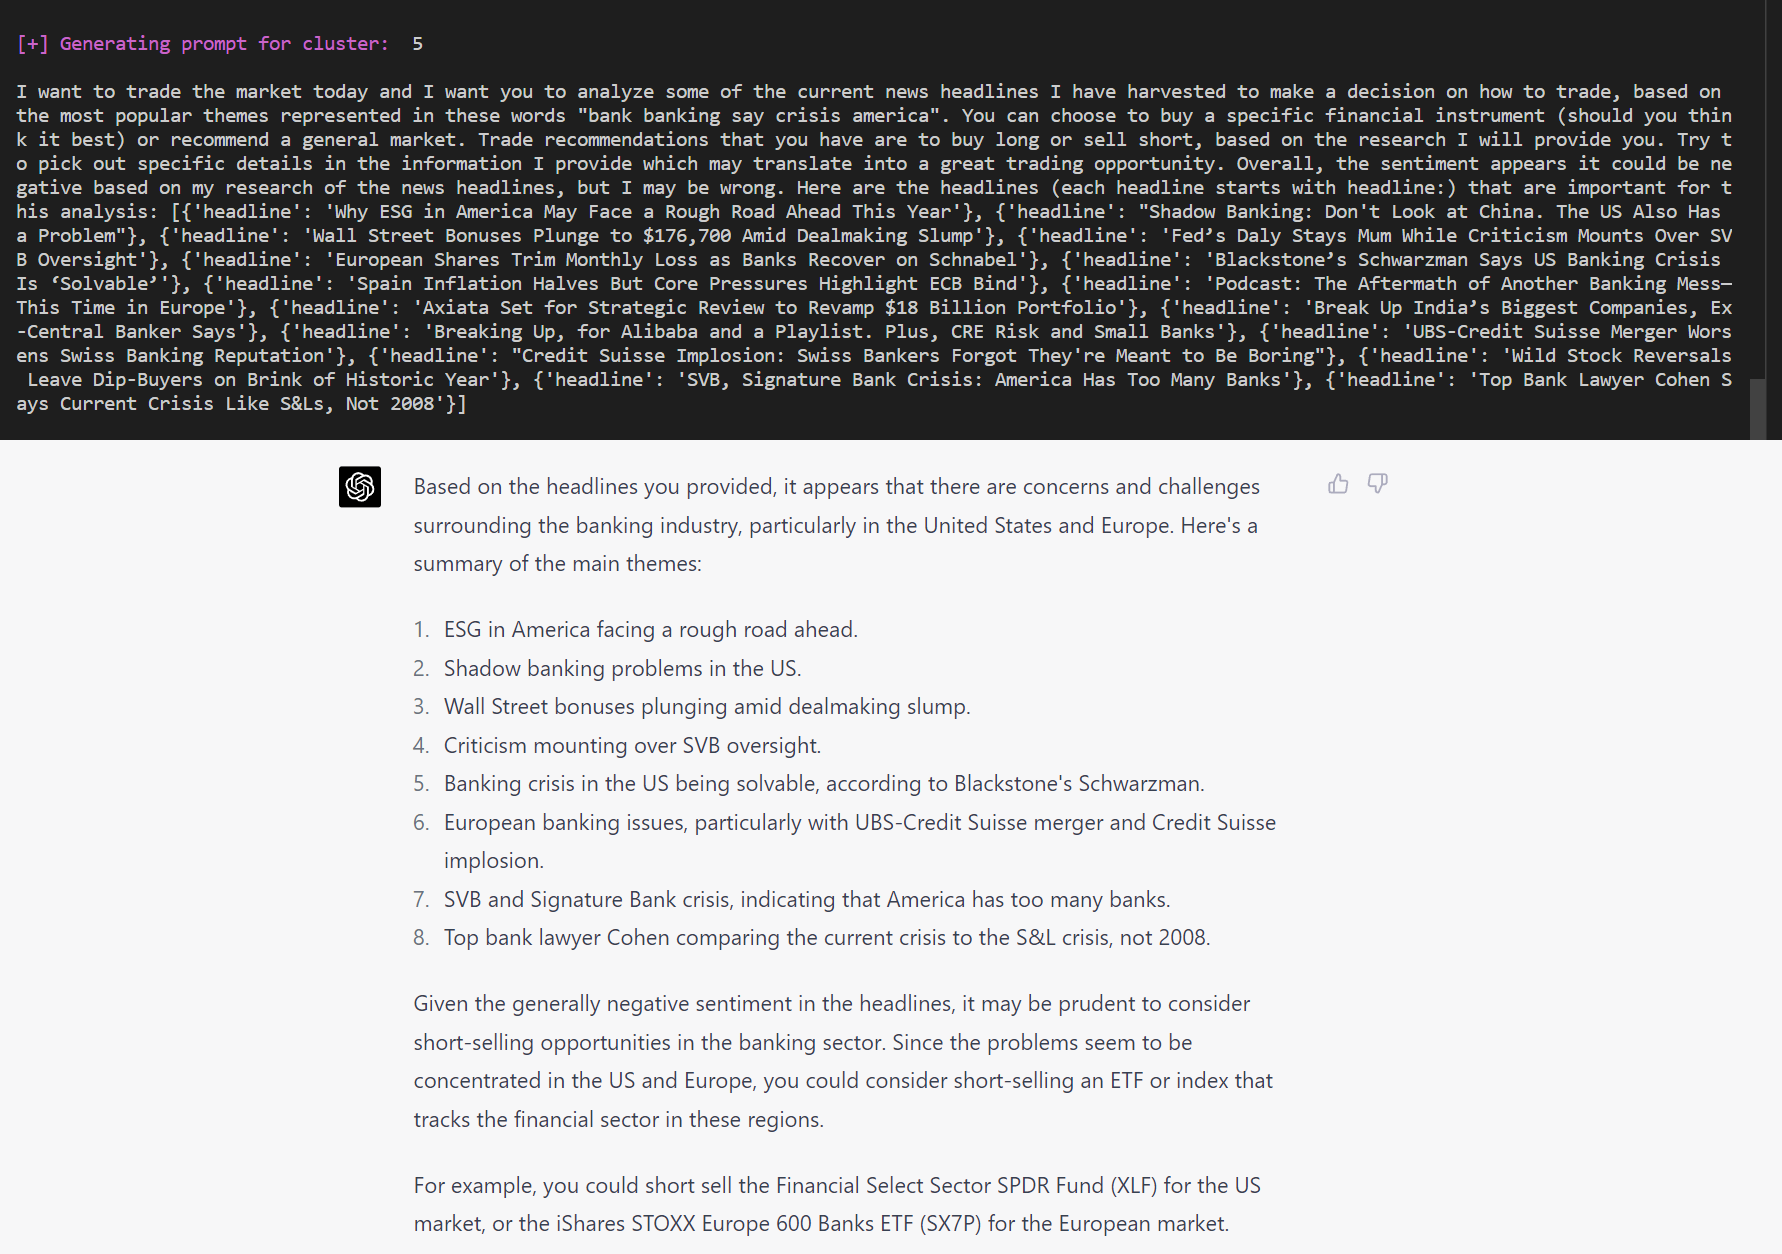 [+] Generating prompt for cluster:  5
I want to trade the market today and I want you to analyze some of the current news headlines I have harvested to make a decision on how to trade, based on
the most popular themes represented in these words "bank banking say crisis america". You can choose to buy a specific financial instrument (should you thin
k it best) or recommend a general market. Trade recommendations that you have are to buy long or sell short, based on the research I will provide you. Try t
o pick out specific details in the information I provide which may translate into a great trading opportunity. Overall, the sentiment appears it could be ne
gative based on my research of the news headlines, but I may be wrong. Here are the headlines (each headline starts with headline:) that are important for t
his analysis: [{'headline': 'Why ESG in America May Face a Rough Road Ahead This Year'}, {'headline': "Shadow Banking: Don't Look at China. The US Also Has
a Problem"}, {'headline': 'Wall Street Bonuses Plunge to $176,700 Amid Dealmaking Slump'}, {'headline': 'Fed’s Daly Stays Mum While Criticism Mounts Over SV
B Oversight'}, {'headline': 'European Shares Trim Monthly Loss as Banks Recover on Schnabel'}, {'headline': 'Blackstone’s Schwarzman Says US Banking Crisis
Is ‘Solvable’'}, {'headline': 'Spain Inflation Halves But Core Pressures Highlight ECB Bind'}, {'headline': 'Podcast: The Aftermath of Another Banking Mess—
This Time in Europe'}, {'headline': 'Axiata Set for Strategic Review to Revamp $18 Billion Portfolio'}, {'headline': 'Break Up India’s Biggest Companies, Ex
-Central Banker Says'}, {'headline': 'Breaking Up, for Alibaba and a Playlist. Plus, CRE Risk and Small Banks'}, {'headline': 'UBS-Credit Suisse Merger Wors
ens Swiss Banking Reputation'}, {'headline': "Credit Suisse Implosion: Swiss Bankers Forgot They're Meant to Be Boring"}, {'headline': 'Wild Stock Reversals
Leave Dip-Buyers on Brink of Historic Year'}, {'headline': 'SVB, Signature Bank Crisis: America Has Too Many Banks'}, {'headline': 'Top Bank Lawyer Cohen S
ays Current Crisis Like S&Ls, Not 2008'}]
Based on the headlines you provided, it appears that there are concerns and challenges
surrounding the banking industry, particularly in the United States and Europe. Here's a
summary of the main themes:
1. ESG in America facing a rough road ahead.
2. Shadow banking problems in the US.
3. Wall Street bonuses plunging amid dealmaking slump.
4. Criticism mounting over SVB oversight.
5. Banking crisis in the US being solvable, according to Blackstone's Schwarzman.
6. European banking issues, particularly with UBS-Credit Suisse merger and Credit Suisse
implosion.
7. SVB and Signature Bank crisis, indicating that America has too many banks.
8. Top bank lawyer Cohen comparing the current crisis to the S&L crisis, not 2008.
Given the generally negative sentiment in the headlines, it may be prudent to consider
short-selling opportunities in the banking sector. Since the problems seem to be
concentrated in the US and Europe, you could consider short-selling an ETF or index that
tracks the financial sector in these regions.
For example, you could short sell the Financial Select Sector SPDR Fund (XLF) for the US
market, or the iShares STOXX Europe 600 Banks ETF (SX7P) for the European market.